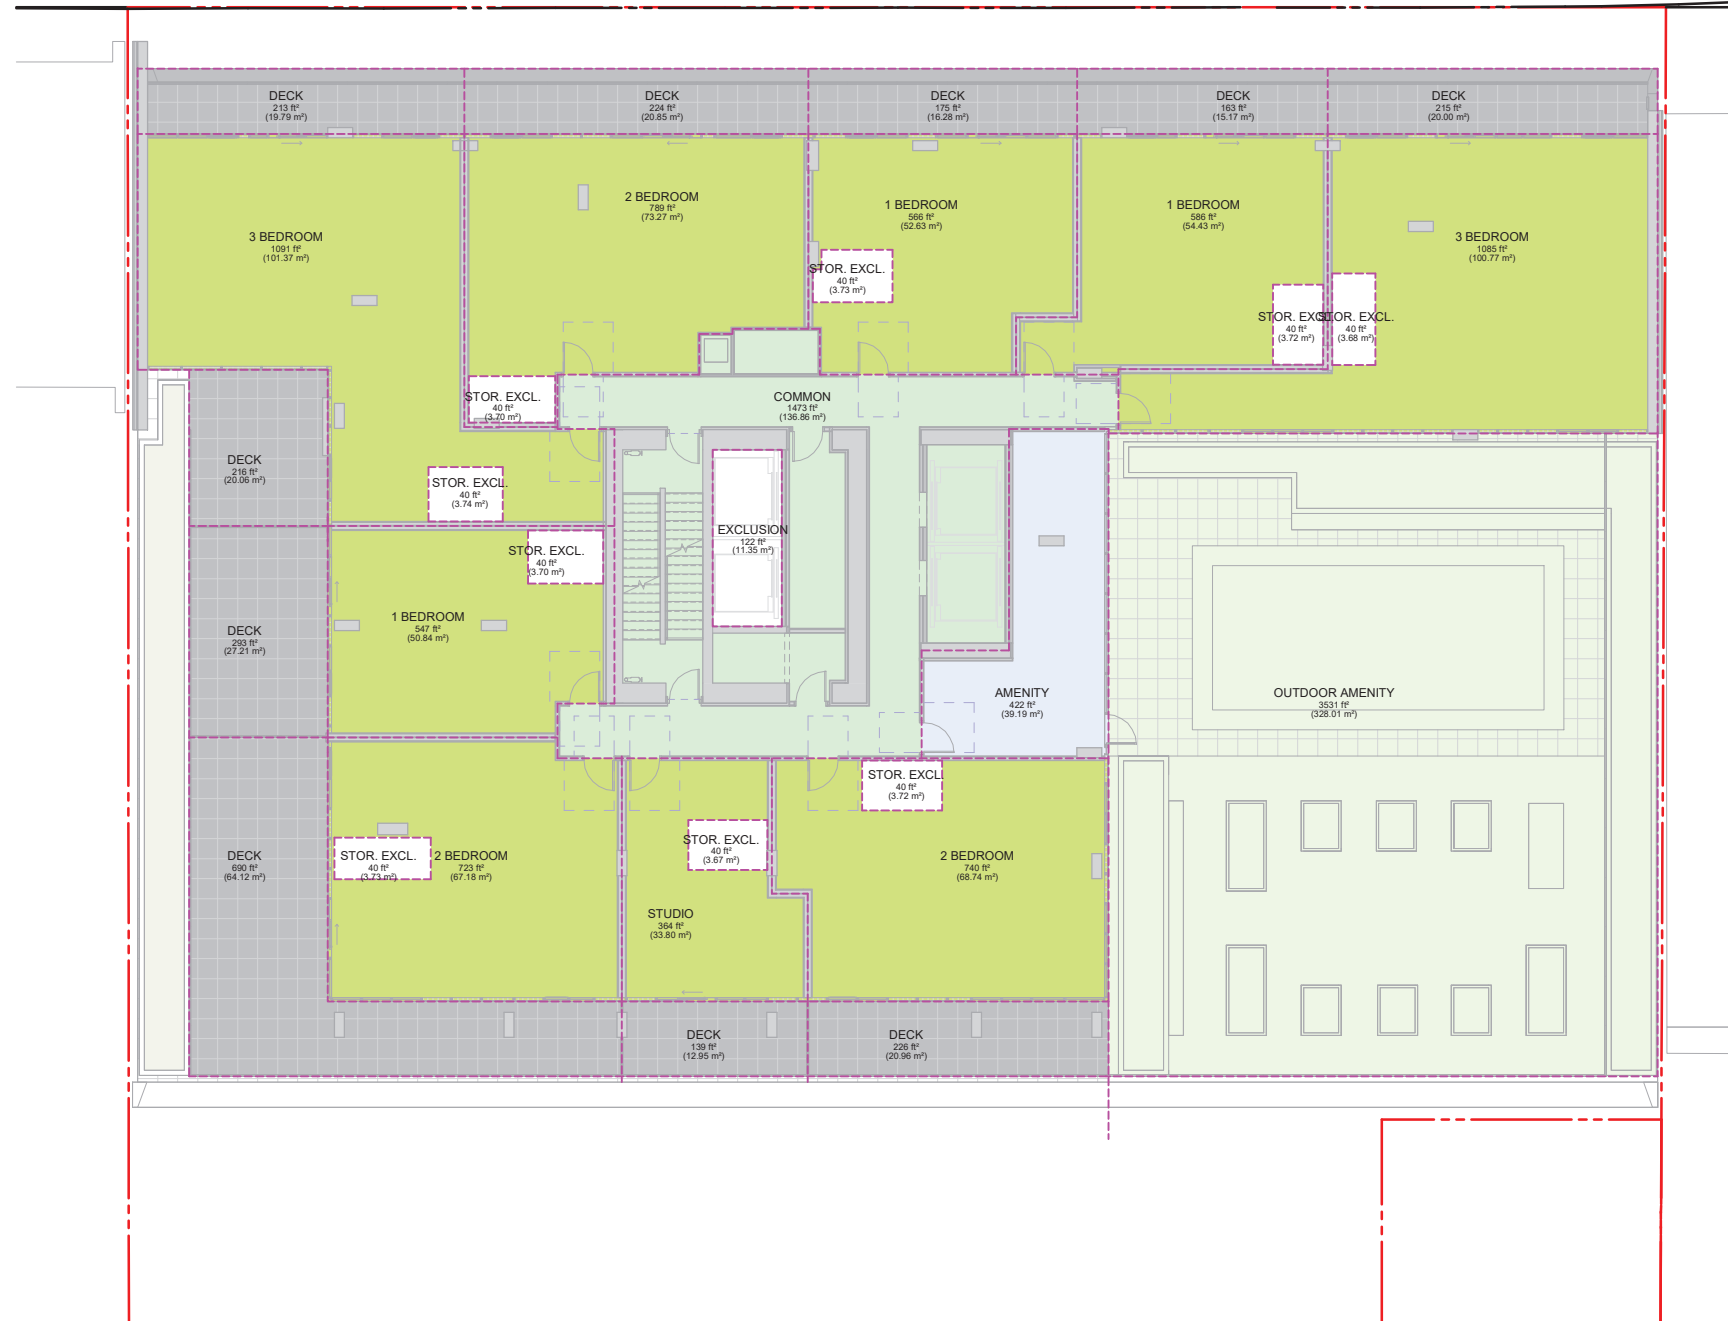 DECK
213 ft²
(19.79 m²)
DECK
224 ft²
(20.85 m²)
DECK
175 ft²
(16.28 m²)
DECK
163 ft²
(15.17 m²)
DECK
215 ft²
(20.00 m²)
3 BEDROOM
1091 ft²
(101.37 m²)
2 BEDROOM
789 ft²
(73.27 m²)
1 BEDROOM
566 ft²
(52.63 m²)
1 BEDROOM
586 ft²
(54.43 m²)
3 BEDROOM
1085 ft²
(100.77 m²)
STOR. EXCL.
40 ft²
(3.73 m²)
STOR. EXCL.
40 ft²
(3.72 m²)
STOR. EXCL.
40 ft²
(3.68 m²)
STOR. EXCL.
40 ft²
(3.70 m²)
COMMON
1473 ft²
(136.86 m²)
DECK
216 ft²
(20.06 m²)
STOR. EXCL.
40 ft²
(3.74 m²)
STOR. EXCL.
40 ft²
(3.70 m²)
EXCLUSION
122 ft²
(11.35 m²)
DECK
293 ft²
(27.21 m²)
1 BEDROOM
547 ft²
(50.84 m²)
AMENITY
422 ft²
(39.19 m²)
OUTDOOR AMENITY
3531 ft²
(328.01 m²)
STOR. EXCL.
40 ft²
(3.72 m²)
DECK
690 ft²
(64.12 m²)
STOR. EXCL.
40 ft²
(3.73 m²)
2 BEDROOM
723 ft²
(67.18 m²)
STOR. EXCL.
40 ft²
(3.67 m²)
2 BEDROOM
740 ft²
(68.74 m²)
STUDIO
364 ft²
(33.80 m²)
DECK
139 ft²
(12.95 m²)
DECK
226 ft²
(20.96 m²)